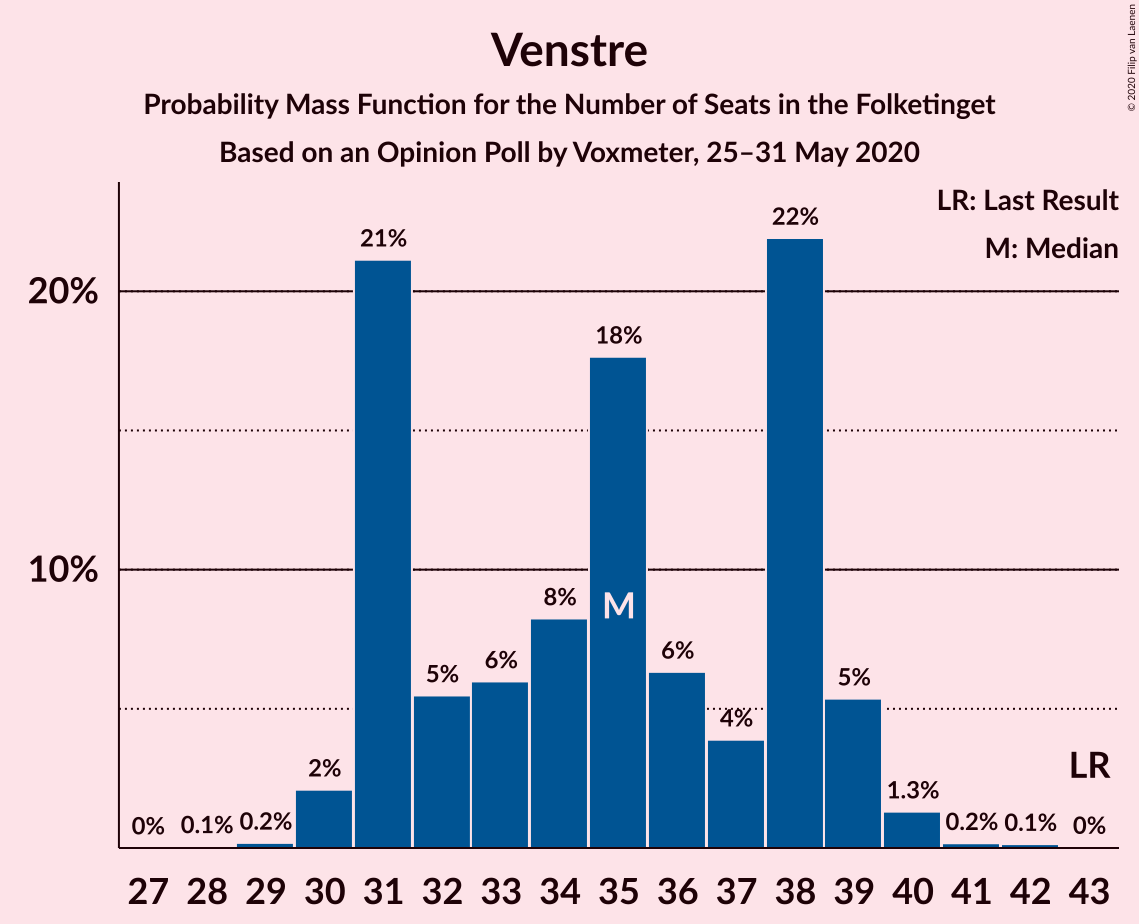 Venstre
Probability Mass Function for the Number of Seats in the Folketinget
Based on an Opinion Poll by Voxmeter, 25–31 May 2020
© 2020 Filip van Laenen
LR: Last Result
M: Median
20%
10%
0%
0.1%
0.2%
2%
21%
5%
6%
8%
18%
M
6%
4%
22%
5%
1.3%
0.2%
0.1%
0%
LR
27 28 29 30 31 32 33 34 35 36 37 38 39 40 41 42 43